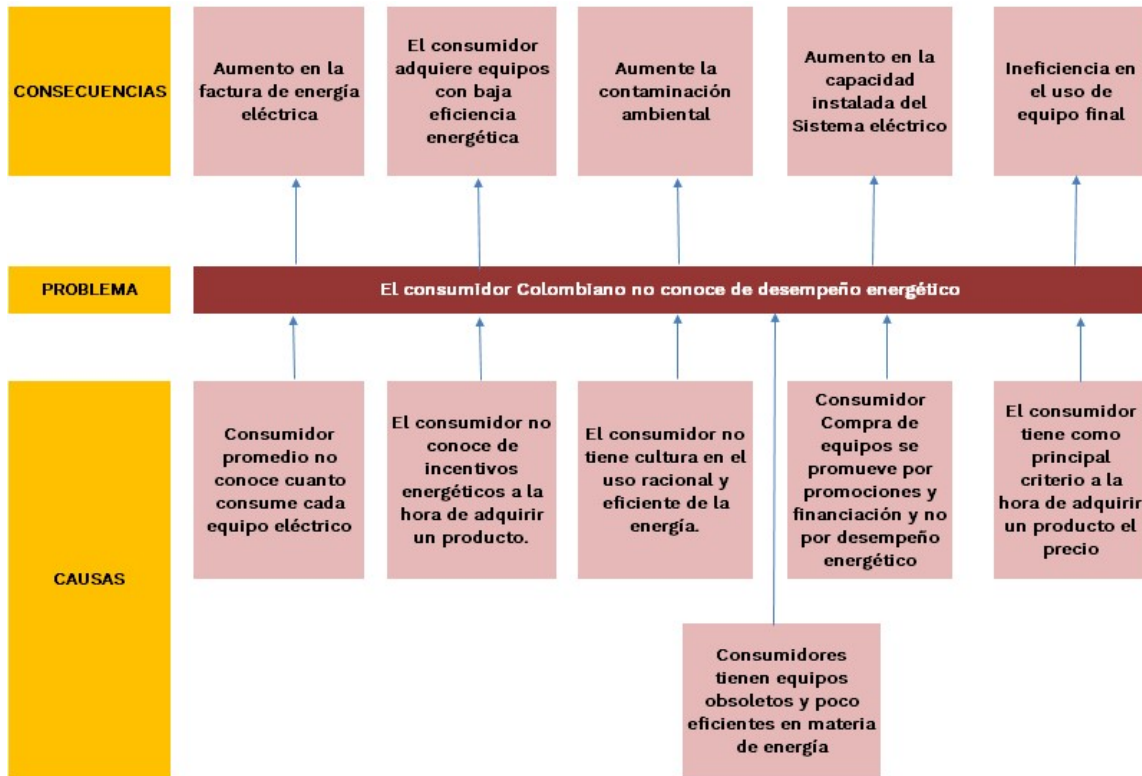 CONSECUENCIAS
Aumento en la
factura de energía
eléctrica
El consumidor
adquiere equipos
con baja
eficiencia
energética
Aumente la
contaminación
ambiental
Aumento en la
capacidad
instalada del
Sistema eléctrico
Ineficiencia en
el uso de
equipo final
PROBLEMA
El consumidor Colombiano no conoce de desempeño energético
CAUSAS
Consumidor
promedio no
conoce cuanto
consume cada
equipo eléctrico
El consumidor no
conoce de
incentivos
energéticos a la
hora de adquirir
un producto.
El consumidor no
tiene cultura en el
uso racional y
eficiente de la
energía.
Consumidor
Compra de
equipos se
promueve por
promociones y
financiación y no
por desempeño
energético
El consumidor
tiene como
principal
criterio a la
hora de adquirir
un producto el
precio
Consumidores
tienen equipos
obsoletos y poco
eficientes en materia
de energía